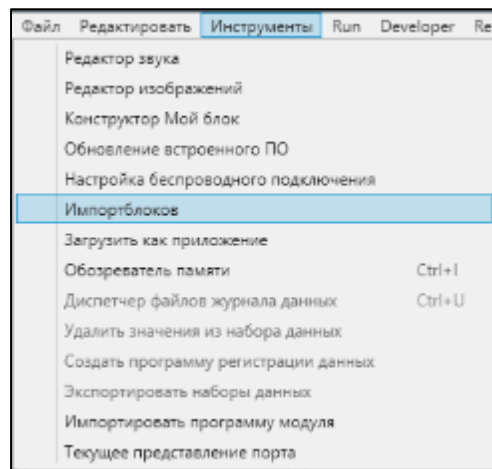 Файл Редактировать Инструменты Run Developer Re
Редактор звука
Редактор изображений
Конструктор Мой блок
Обновление встроенного ПО
Настройка беспроводного подключения
Импортблоков
Загрузить как приложение
Обозреватель памяти Ctrl+I
Диспетчер файлов журнала данных Ctrl+U
Удалить значения из набора данных
Создать программу регистрации данных
Экспортировать наборы данных
Импортировать программу модуля
Текущее представление порта